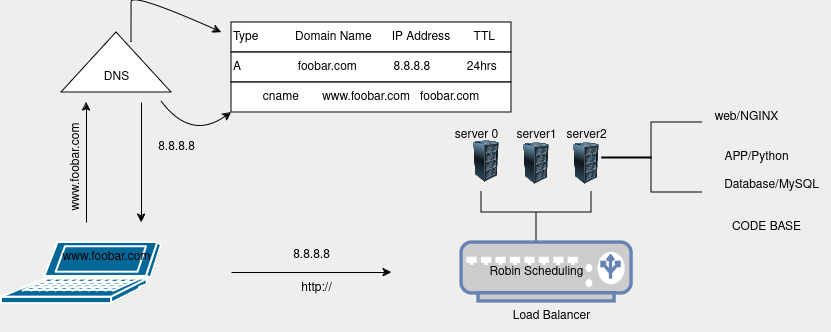 Type Domain Name IP Address TTL
A foobar.com 8.8.8.8 24hrs
cname www.foobar.com foobar.com
DNS
www.foobar.com
8.8.8.8
server 0 server1 server2
web/NGINX
APP/Python
Database/MySQL
CODE BASE
www.foobar.com
8.8.8.8
http://
Robin Scheduling
Load Balancer